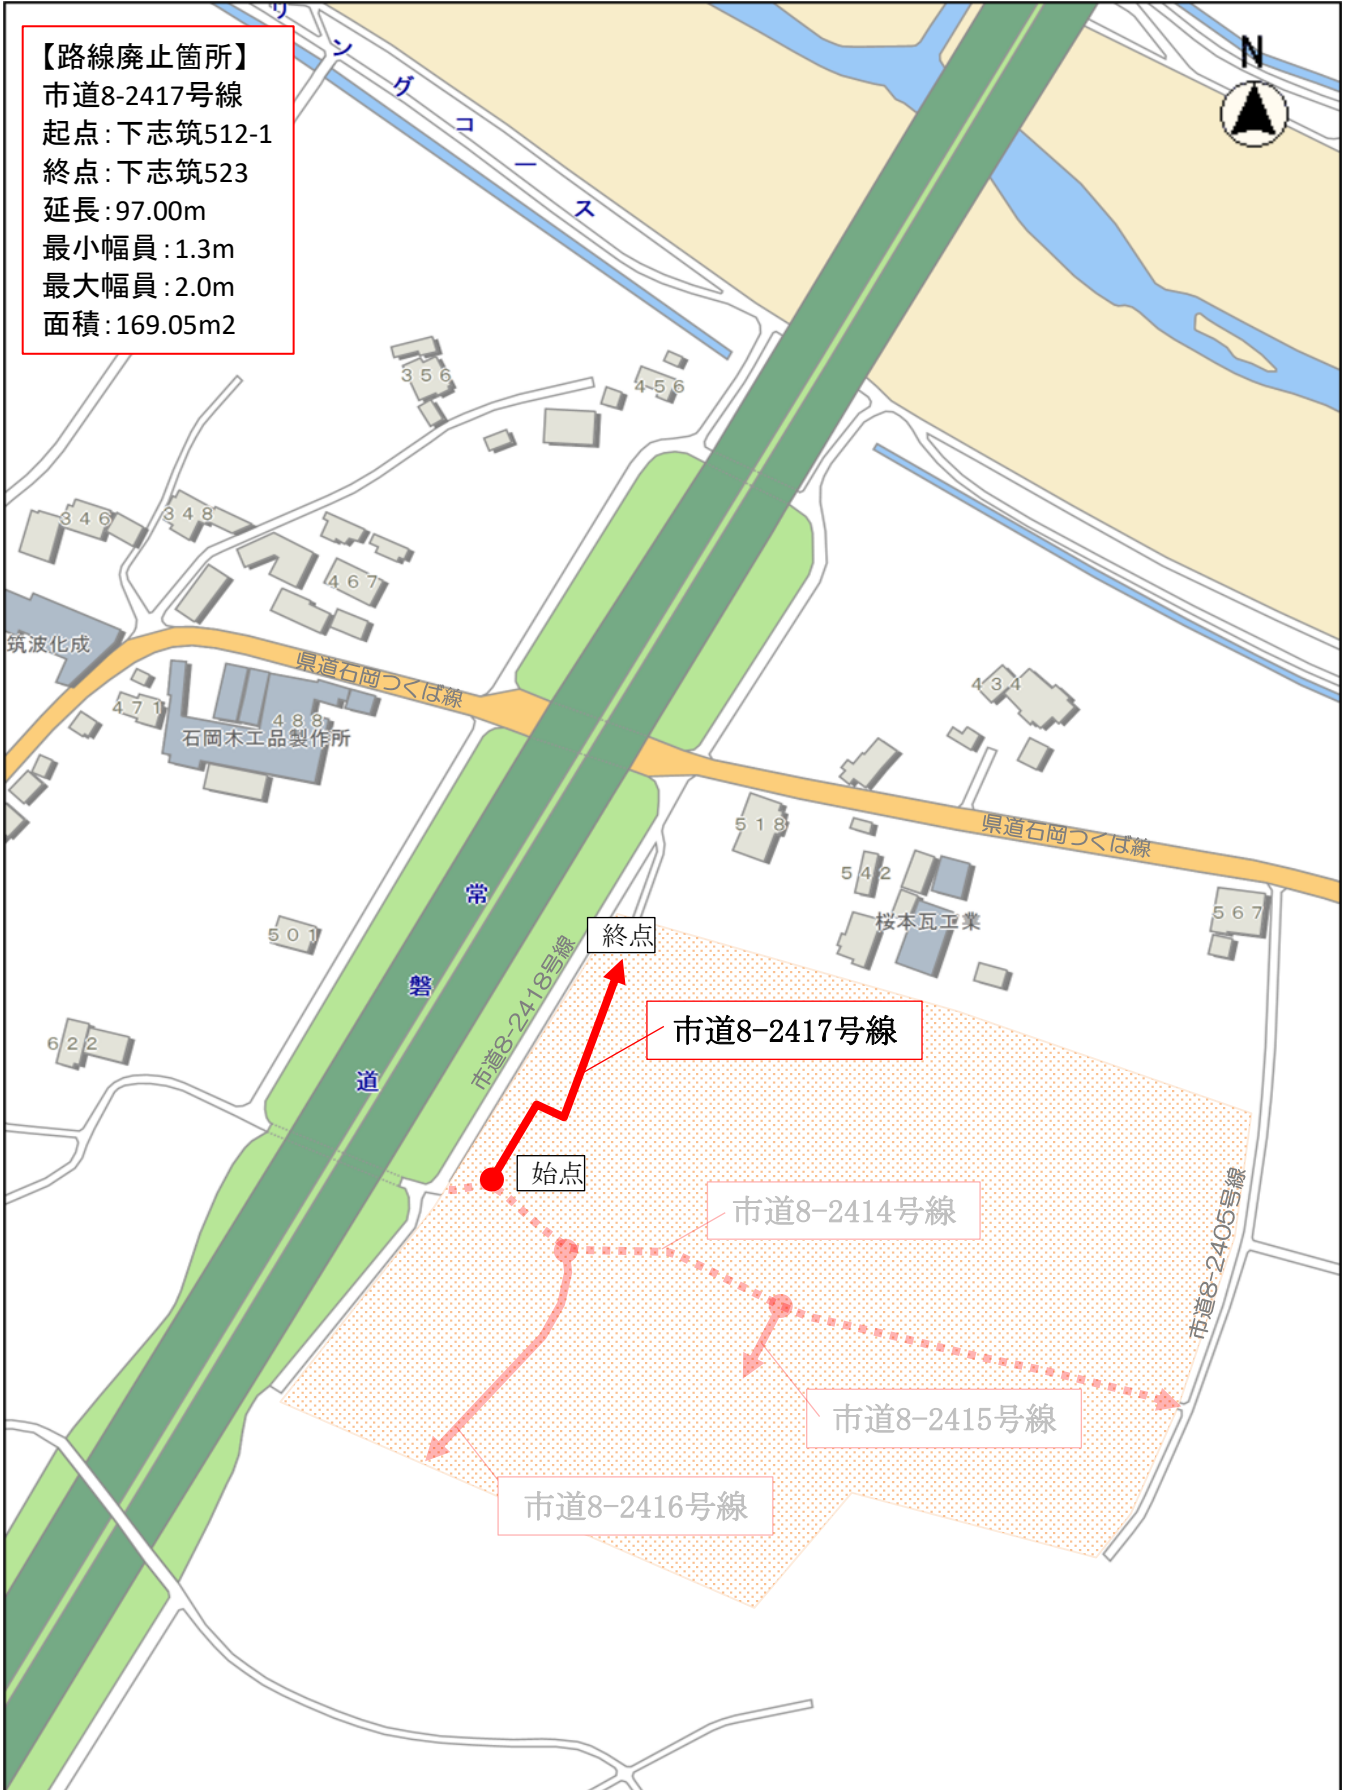 【路線廃止箇所】
市道8-2417号線
起点:下志筑512-1
終点:下志筑523
延長:97.00m
最小幅員:1.3m
最大幅員:2.0m
面積:169.05m2
リングコース
N
356
456
346
348
467
筑波化成
県道石岡つくば線
471
488
石岡木工品製作所
434
518
県道石岡つくば線
542
桜本瓦工業
567
501
常磐道
622
市道8-2418号線
終点
市道8-2417号線
始点
市道8-2414号線
市道8-2405号線
市道8-2415号線
市道8-2416号線